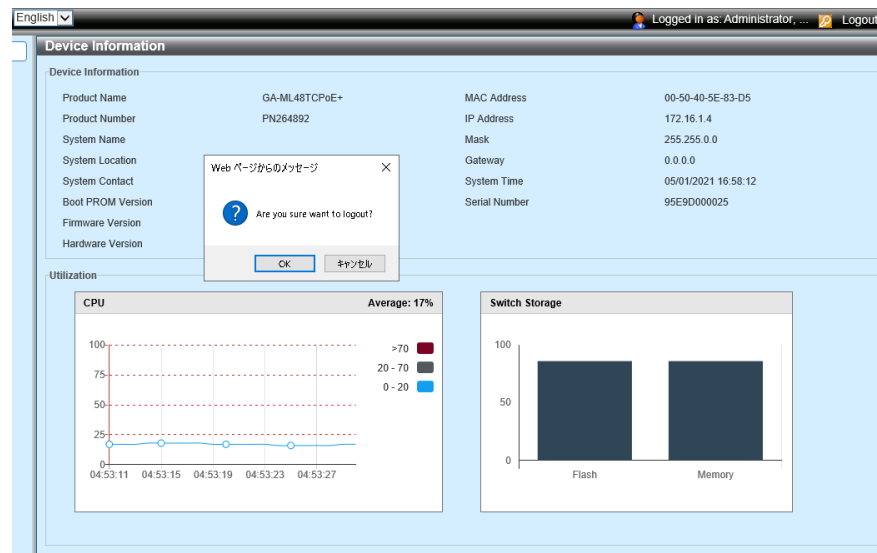 English
Logged in as: Administrator, ...
Logout
Device Information
Device Information
Product Name GA-ML48TCPoE+ MAC Address 00-50-40-5E-83-D5
Product Number PN264892 IP Address 172.16.1.4
System Name Mask 255.255.0.0
System Location Gateway 0.0.0.0
System Contact System Time 05/01/2021 16:58:12
Boot PROM Version Serial Number 95E9D000025
Firmware Version
Hardware Version
Web ページからのメッセージ
Are you sure want to logout?
OK キャンセル
Utilization
CPU Average: 17%
100
75
50
25
0
04:53:11 04:53:15 04:53:19 04:53:23 04:53:27
>70
20 - 70
0 - 20
Switch Storage
100
50
0
Flash Memory